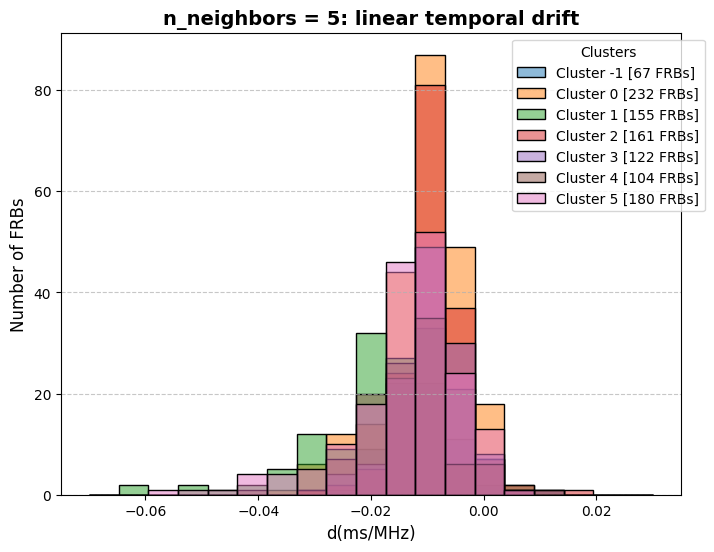 n_neighbors = 5: linear temporal drift
Clusters
Cluster -1 [67 FRBs]
Cluster 0 [232 FRBs]
Cluster 1 [155 FRBs]
Cluster 2 [161 FRBs]
Cluster 3 [122 FRBs]
Cluster 4 [104 FRBs]
Cluster 5 [180 FRBs]
Number of FRBs
80
60
40
20
0
−0.06
−0.04
−0.02
0.00
0.02
d(ms/MHz)